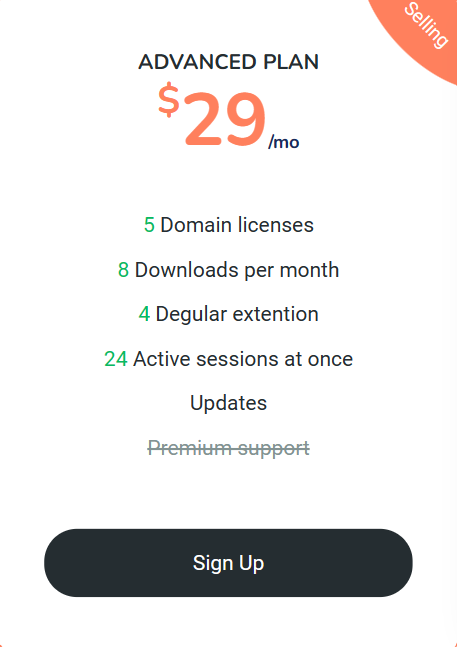 Selling
ADVANCED PLAN
$29/mo
5 Domain licenses
8 Downloads per month
4 Degular extention
24 Active sessions at once
Updates
Premium support
Sign Up